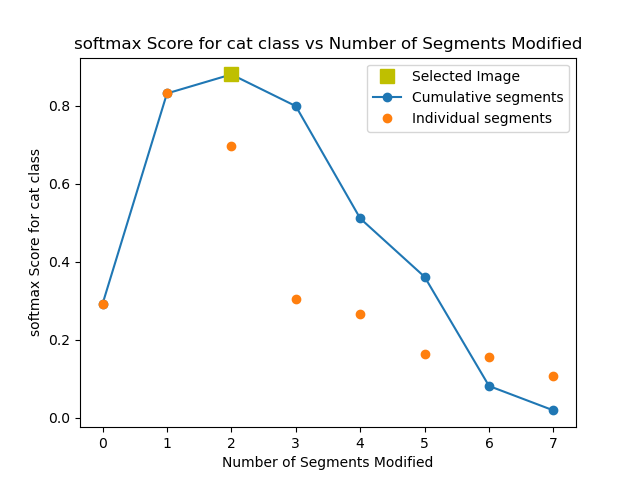 softmax Score for cat class vs Number of Segments Modified
Selected Image
Cumulative segments
Individual segments
softmax Score for cat class
0.8
0.6
0.4
0.2
0.0
0 1 2 3 4 5 6 7
Number of Segments Modified